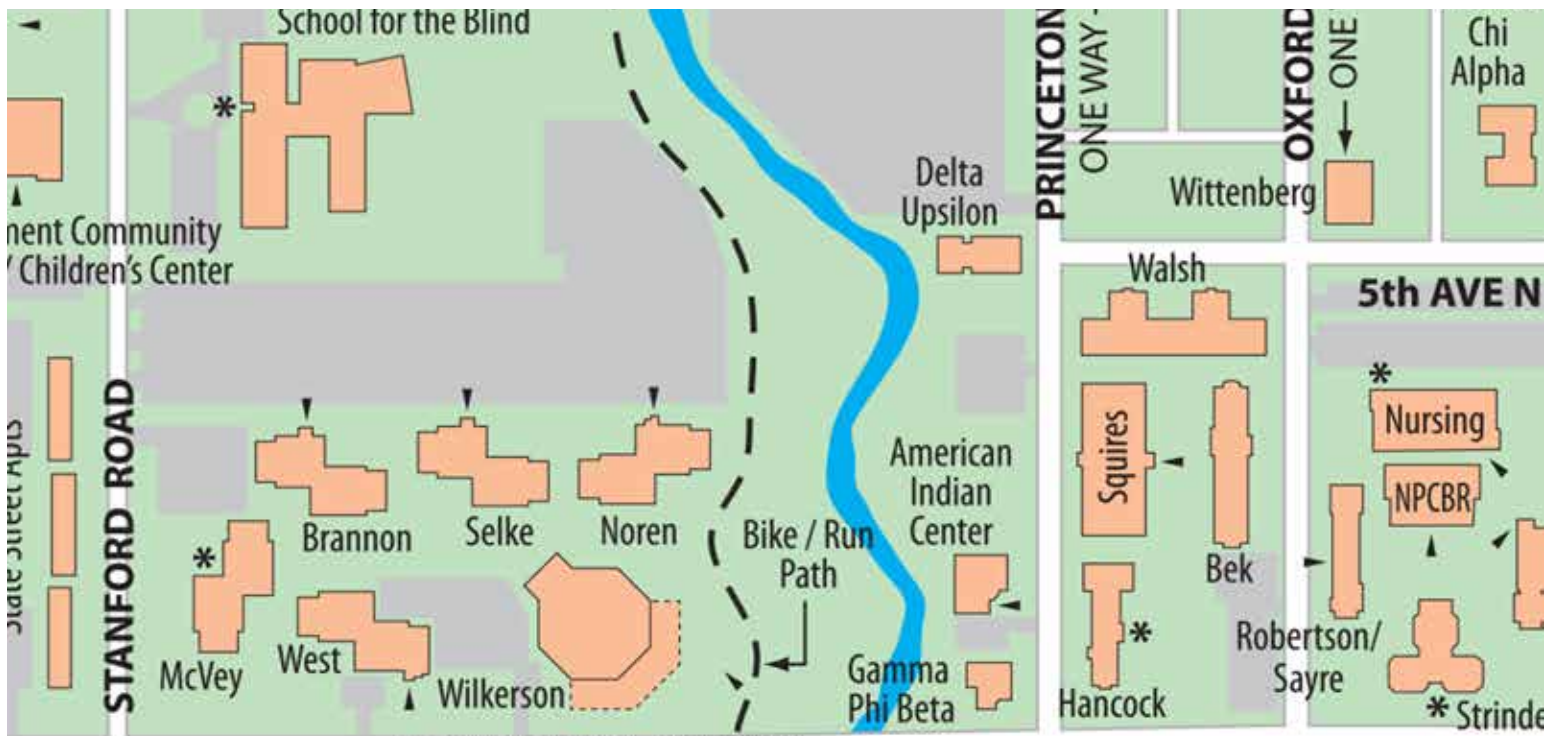 School for the Blind
*
ment Community
/ Children's Center
State Street Apts
STANFORD ROAD
Brannon
Selke
Noren
*
McVey
West
Wilkerson
Bike / Run
Path
Delta
Upsilon
American
Indian
Center
Gamma
Phi Beta
PRINCETON
ONE WAY -
OXFORD
ONE
Chi
Alpha
Wittenberg
Walsh
5th AVE N
Squires
Bek
Hancock
*
*
Nursing
NPCBR
Robertson/
Sayre
* Strinde